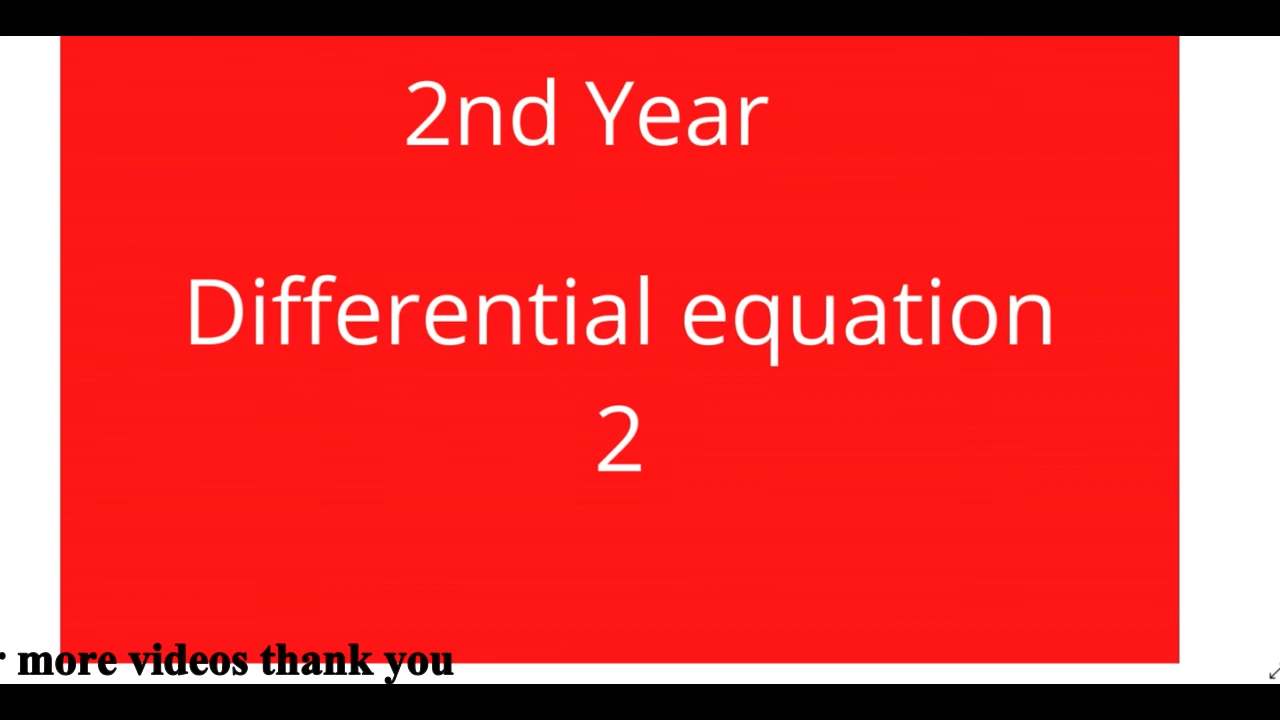 2nd Year
Differential equation
2
more videos thank you